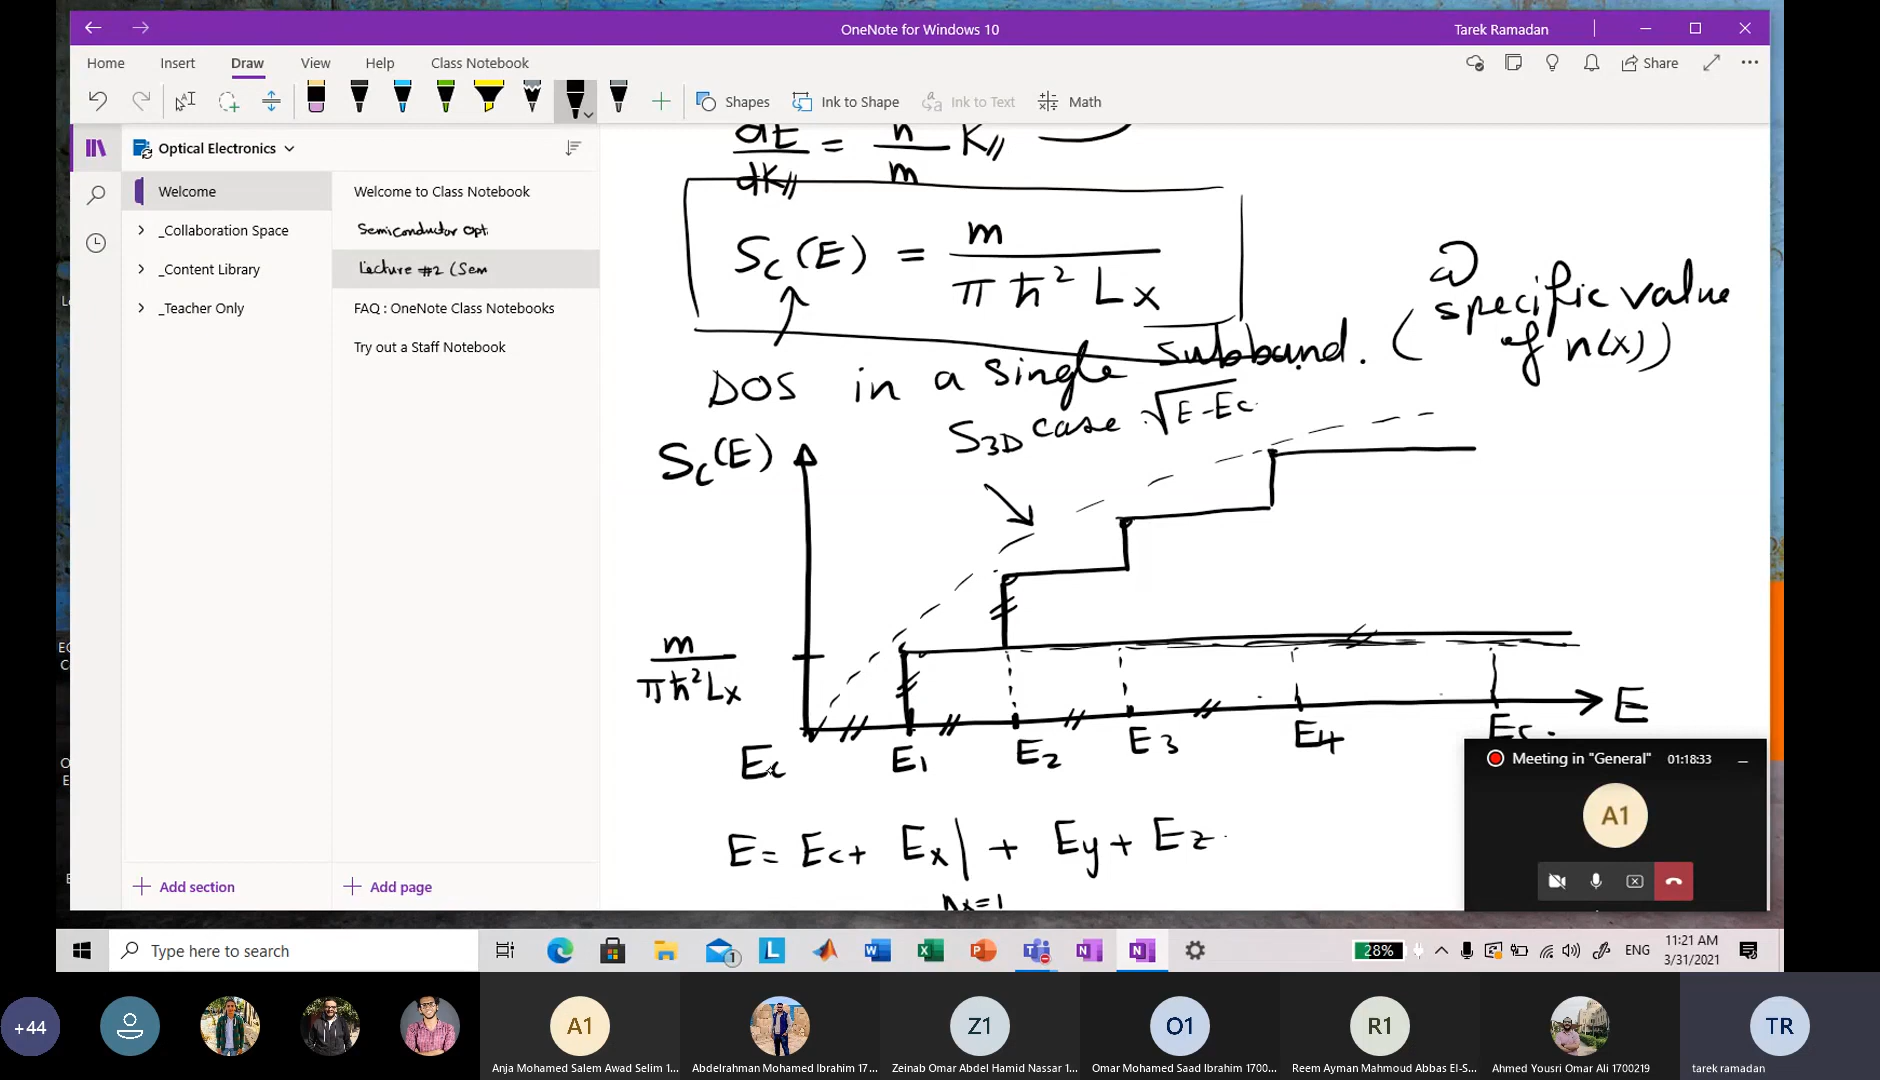 OneNote for Windows 10
Tarek Ramadan
Home Insert Draw View Help Class Notebook
Share
Shapes Ink to Shape Ink to Text Math
Optical Electronics
Welcome
_Collaboration Space
_Content Library
_Teacher Only
Welcome to Class Notebook
Semiconductor Opt.
Lecture #2 (Sem
FAQ : OneNote Class Notebooks
Try out a Staff Notebook
Add section
Add page
dE/dK// = ħ/m K//
Sc(E) = m / πħ² Lx
DOS in a single subband. ( @
specific value
of n(x))
S3D case √E-Ec
Sc(E)
m / πħ²Lx
Ec E1 E2 E3 E4 E
E = Ec + Ex| + Ey + Ez
nx=1
Meeting in "General" 01:18:33
A1
Type here to search
1
L
28%
ENG
11:21 AM
3/31/2021
+44
A1
Z1
O1
R1
TR
Anja Mohamed Salem Awad Selim 1...
Abdelrahman Mohamed Ibrahim 17...
Zeinab Omar Abdel Hamid Nassar 1...
Omar Mohamed Saad Ibrahim 1700...
Reem Ayman Mahmoud Abbas El-S...
Ahmed Yousri Omar Ali 1700219
tarek ramadan